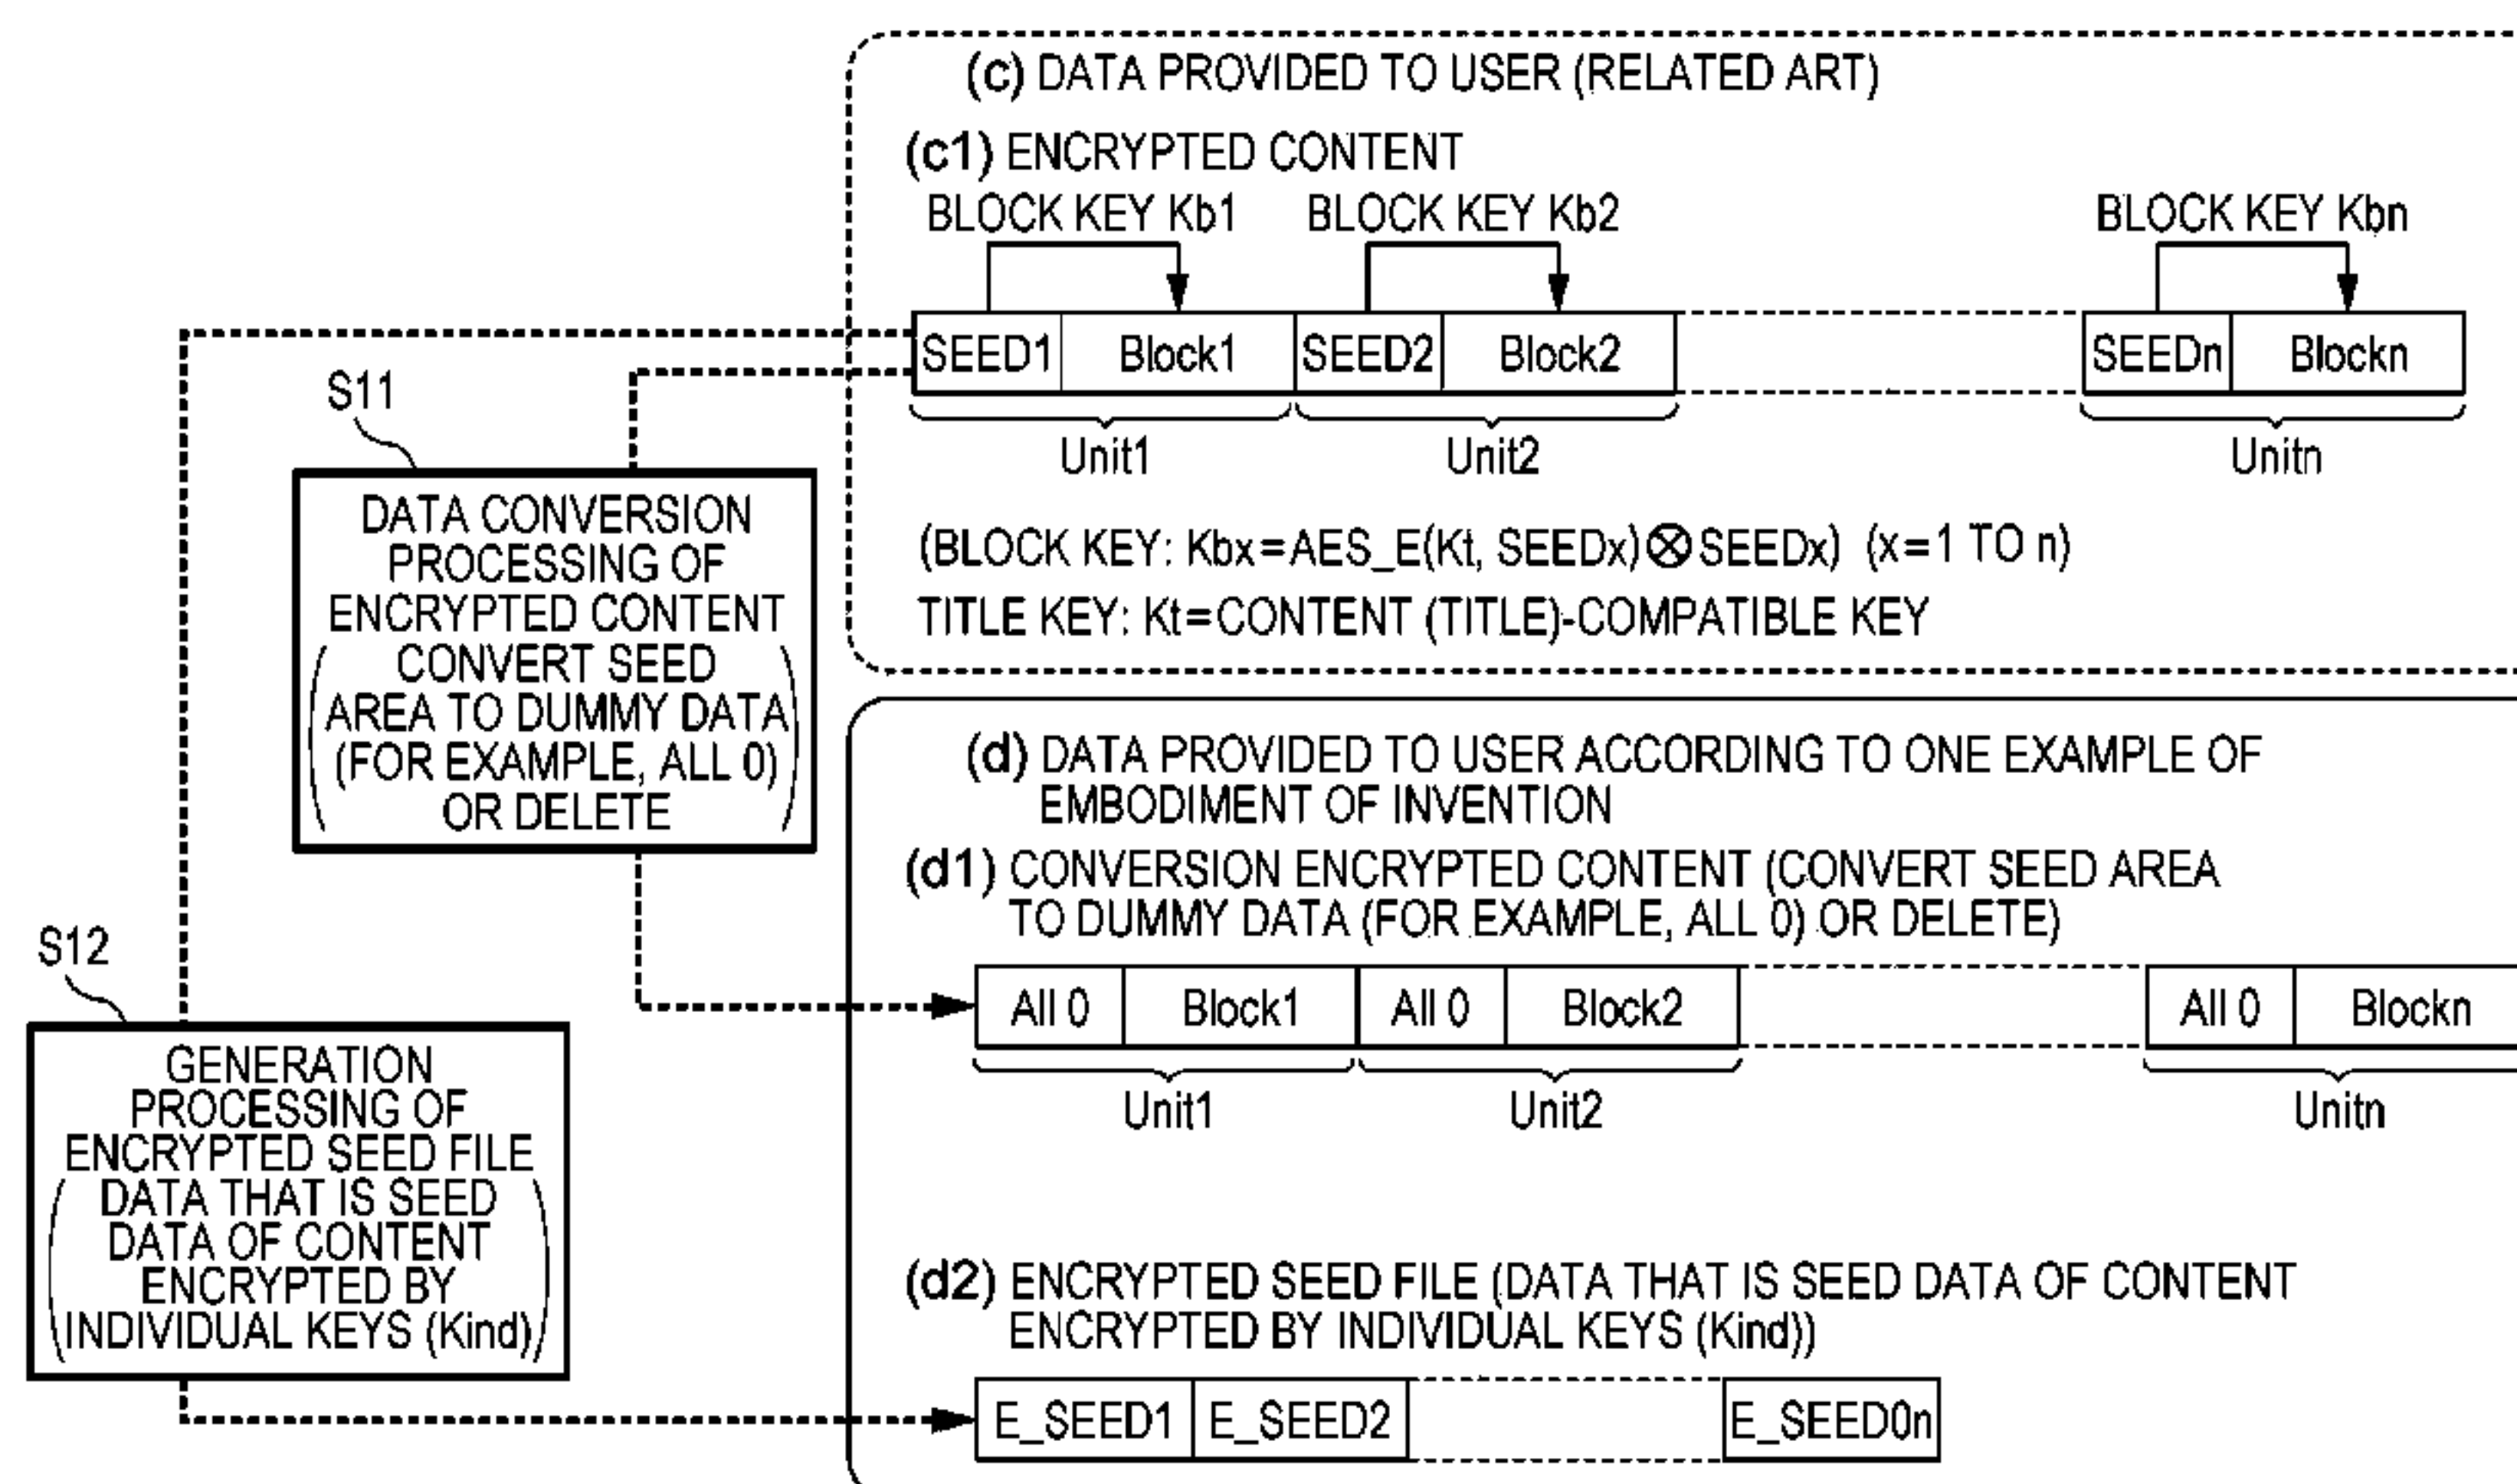 (c) DATA PROVIDED TO USER (RELATED ART)
(c1) ENCRYPTED CONTENT
BLOCK KEY Kb1 BLOCK KEY Kb2 BLOCK KEY Kbn
SEED1 Block1 SEED2 Block2 SEEDn Blockn
Unit1 Unit2 Unitn
(BLOCK KEY: Kbx=AES_E(Kt, SEEDx)⊗SEEDx) (x=1 TO n)
TITLE KEY: Kt=CONTENT (TITLE)-COMPATIBLE KEY
S11
DATA CONVERSION
PROCESSING OF
ENCRYPTED CONTENT
(CONVERT SEED
AREA TO DUMMY DATA
(FOR EXAMPLE, ALL 0)
OR DELETE)
(d) DATA PROVIDED TO USER ACCORDING TO ONE EXAMPLE OF
EMBODIMENT OF INVENTION
(d1) CONVERSION ENCRYPTED CONTENT (CONVERT SEED AREA
TO DUMMY DATA (FOR EXAMPLE, ALL 0) OR DELETE)
All 0 Block1 All 0 Block2 All 0 Blockn
Unit1 Unit2 Unitn
S12
GENERATION
PROCESSING OF
ENCRYPTED SEED FILE
(DATA THAT IS SEED
DATA OF CONTENT
ENCRYPTED BY
INDIVIDUAL KEYS (Kind))
(d2) ENCRYPTED SEED FILE (DATA THAT IS SEED DATA OF CONTENT
ENCRYPTED BY INDIVIDUAL KEYS (Kind))
E_SEED1 E_SEED2 E_SEED0n